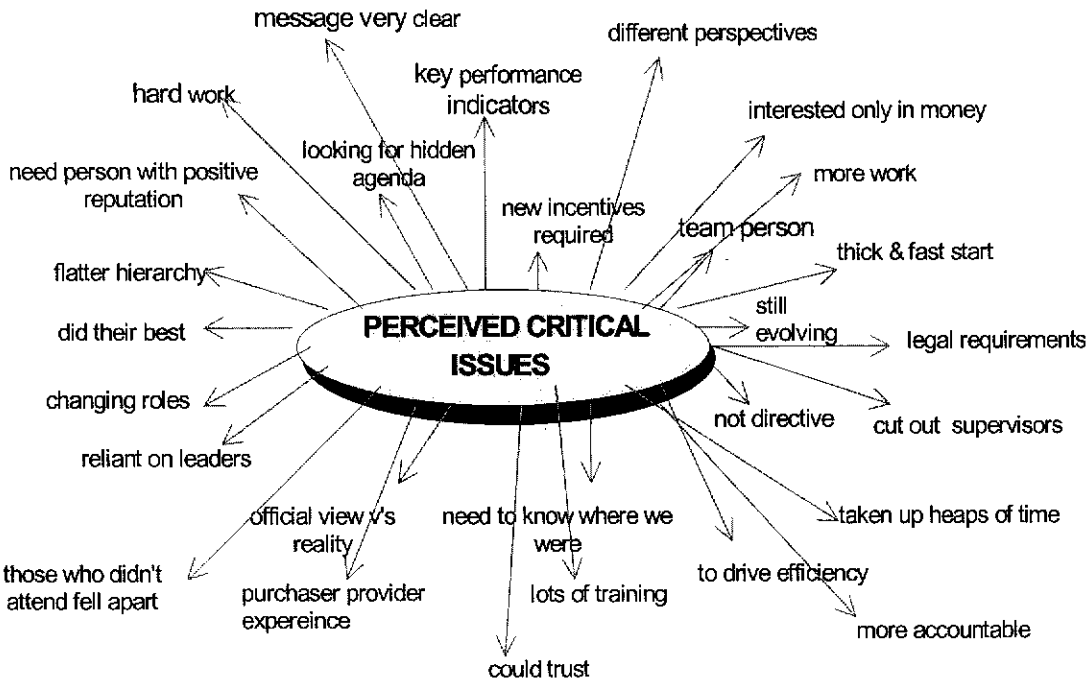 message very clear
different perspectives
key performance
indicators
hard work
interested only in money
looking for hidden
agenda
need person with positive
reputation
more work
new incentives
required
team person
thick & fast start
flatter hierarchy
still
evolving
did their best
PERCEIVED CRITICAL
ISSUES
legal requirements
changing roles
not directive
cut out supervisors
reliant on leaders
official view v's
reality
need to know where we
were
taken up heaps of time
those who didn't
attend fell apart
purchaser provider
expereince
lots of training
to drive efficiency
more accountable
could trust